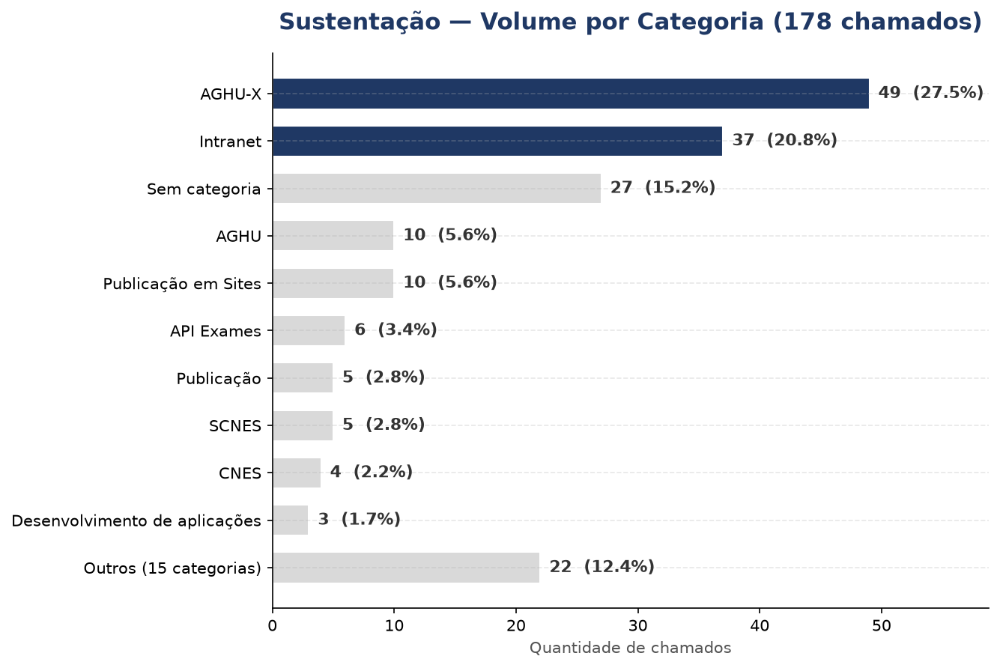 Sustentação — Volume por Categoria (178 chamados)
AGHU-X 49 (27.5%)
Intranet 37 (20.8%)
Sem categoria 27 (15.2%)
AGHU 10 (5.6%)
Publicação em Sites 10 (5.6%)
API Exames 6 (3.4%)
Publicação 5 (2.8%)
SCNES 5 (2.8%)
CNES 4 (2.2%)
Desenvolvimento de aplicações 3 (1.7%)
Outros (15 categorias) 22 (12.4%)
0 10 20 30 40 50
Quantidade de chamados